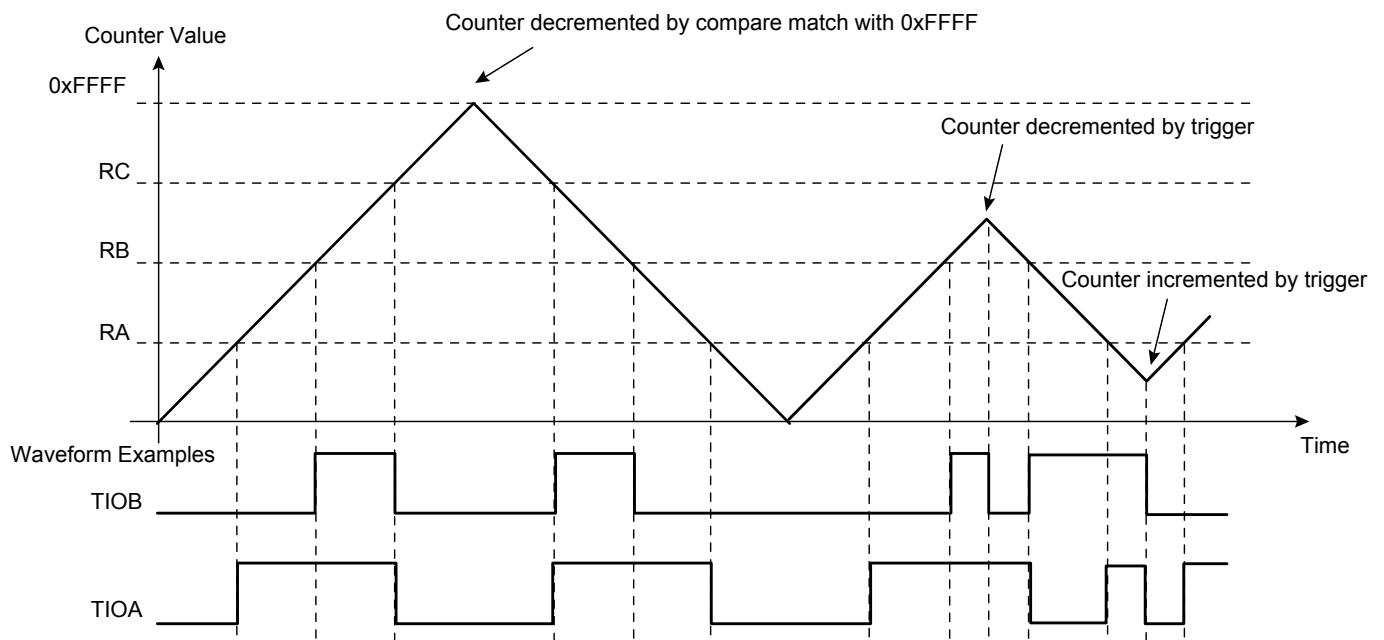 Counter decremented by compare match with 0xFFFF
Counter Value
0xFFFF
Counter decremented by trigger
RC
RB
Counter incremented by trigger
RA
Time
Waveform Examples
TIOB
TIOA